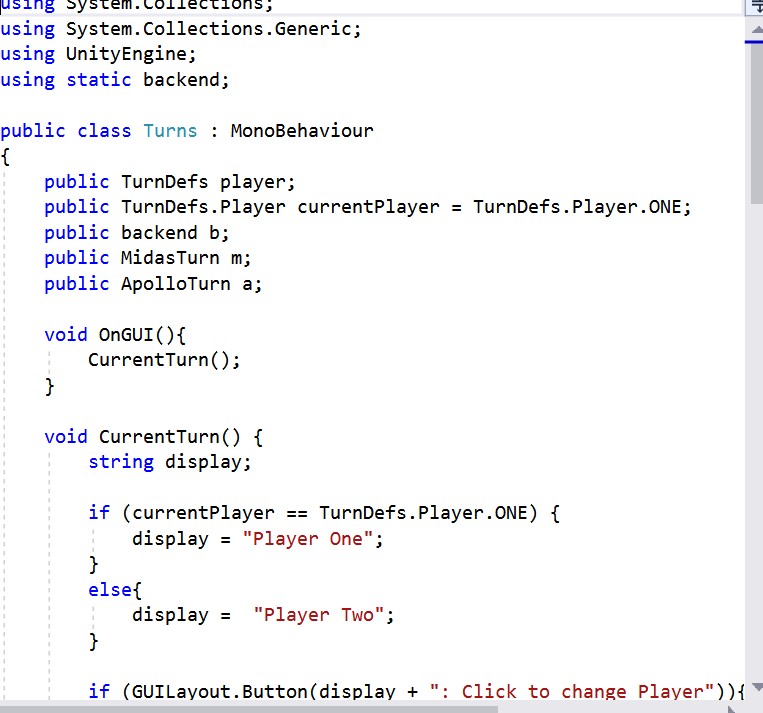 using System.Collections;
using System.Collections.Generic;
using UnityEngine;
using static backend;

public class Turns : MonoBehaviour
{
    public TurnDefs player;
    public TurnDefs.Player currentPlayer = TurnDefs.Player.ONE;
    public backend b;
    public MidasTurn m;
    public ApolloTurn a;

    void OnGUI(){
        CurrentTurn();
    }

    void CurrentTurn() {
        string display;

        if (currentPlayer == TurnDefs.Player.ONE) {
            display = "Player One";
        }
        else{
            display =  "Player Two";
        }

        if (GUILayout.Button(display + ": Click to change Player")){